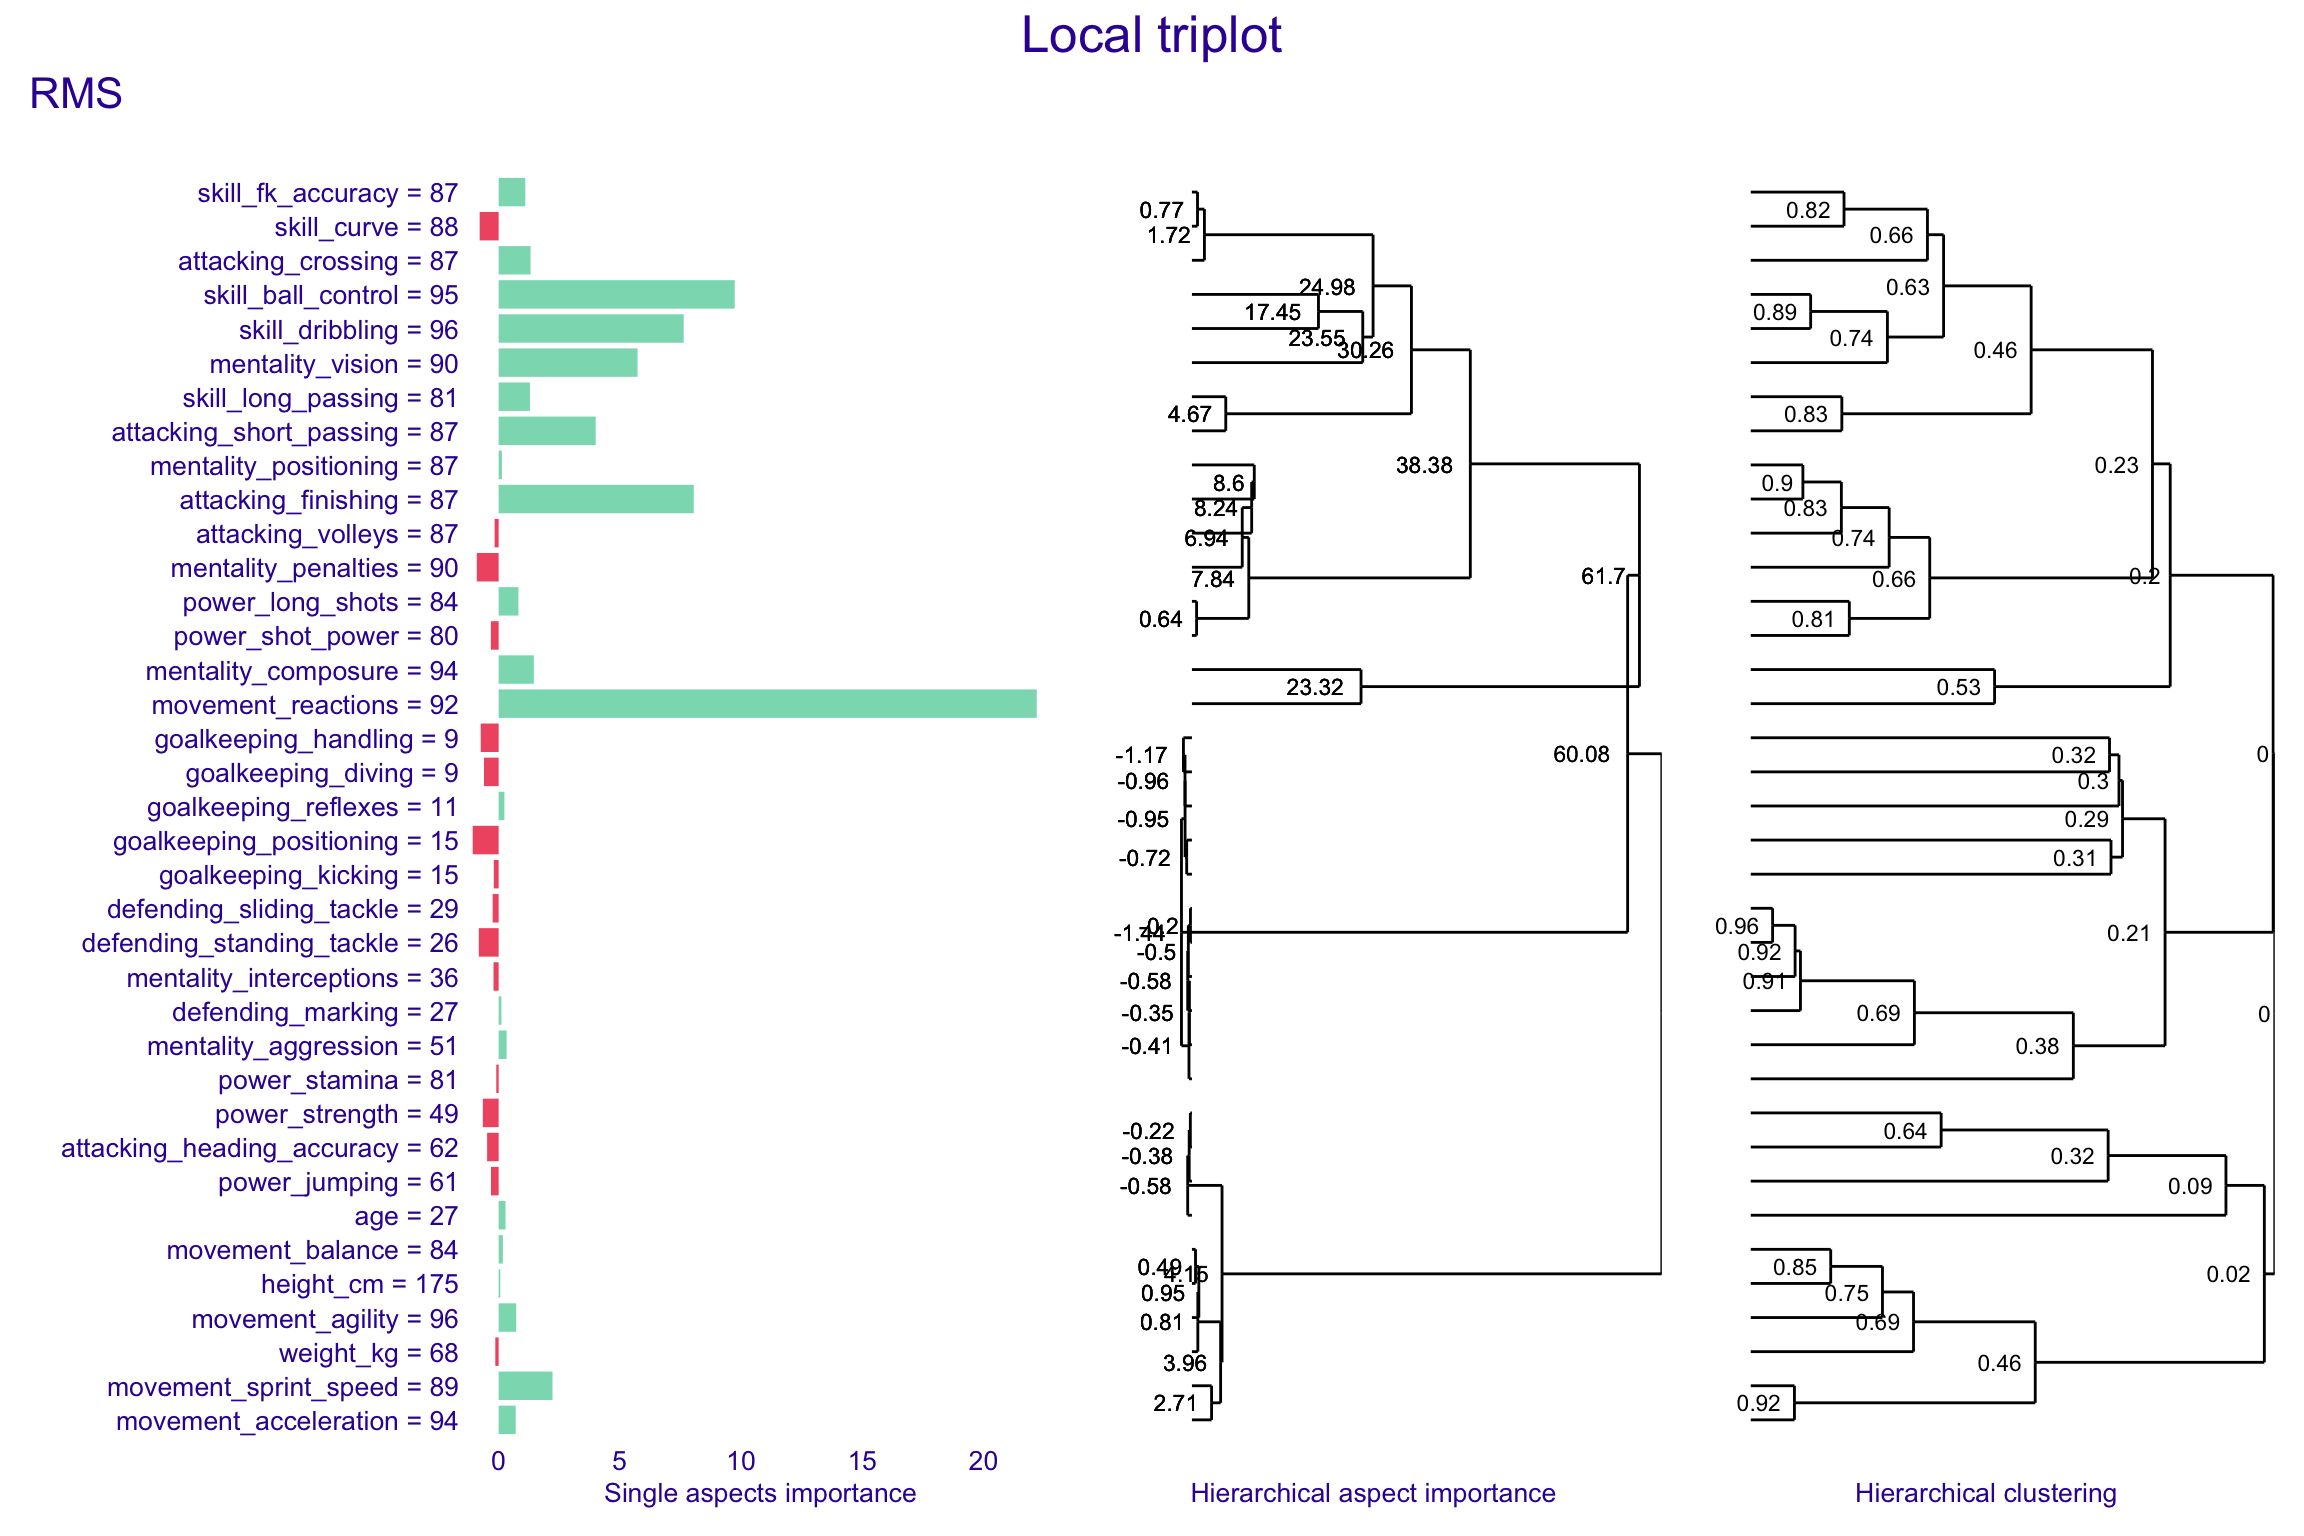 Local triplot
RMS
skill_fk_accuracy = 87
skill_curve = 88
attacking_crossing = 87
skill_ball_control = 95
skill_dribbling = 96
mentality_vision = 90
skill_long_passing = 81
attacking_short_passing = 87
mentality_positioning = 87
attacking_finishing = 87
attacking_volleys = 87
mentality_penalties = 90
power_long_shots = 84
power_shot_power = 80
mentality_composure = 94
movement_reactions = 92
goalkeeping_handling = 9
goalkeeping_diving = 9
goalkeeping_reflexes = 11
goalkeeping_positioning = 15
goalkeeping_kicking = 15
defending_sliding_tackle = 29
defending_standing_tackle = 26
mentality_interceptions = 36
defending_marking = 27
mentality_aggression = 51
power_stamina = 81
power_strength = 49
attacking_heading_accuracy = 62
power_jumping = 61
age = 27
movement_balance = 84
height_cm = 175
movement_agility = 96
weight_kg = 68
movement_sprint_speed = 89
movement_acceleration = 94
0 5 10 15 20
Single aspects importance
0.77
1.72
24.98
17.45
23.55
30.26
4.67
38.38
8.6
8.24
6.94
7.84
61.7
0.64
23.32
60.08
-1.17
-0.96
-0.95
-0.72
-1.44
-0.5
-0.58
-0.35
-0.41
-0.22
-0.38
-0.58
0.49
4.15
0.95
0.81
3.96
2.71
Hierarchical aspect importance
0.82
0.66
0.63
0.89
0.74
0.46
0.83
0.23
0.9
0.83
0.74
0.66
0.2
0.81
0.53
0
0.32
0.3
0.29
0.31
0.96
0.21
0.92
0.91
0.69
0
0.38
0.64
0.32
0.09
0.85
0.02
0.75
0.69
0.46
0.92
Hierarchical clustering